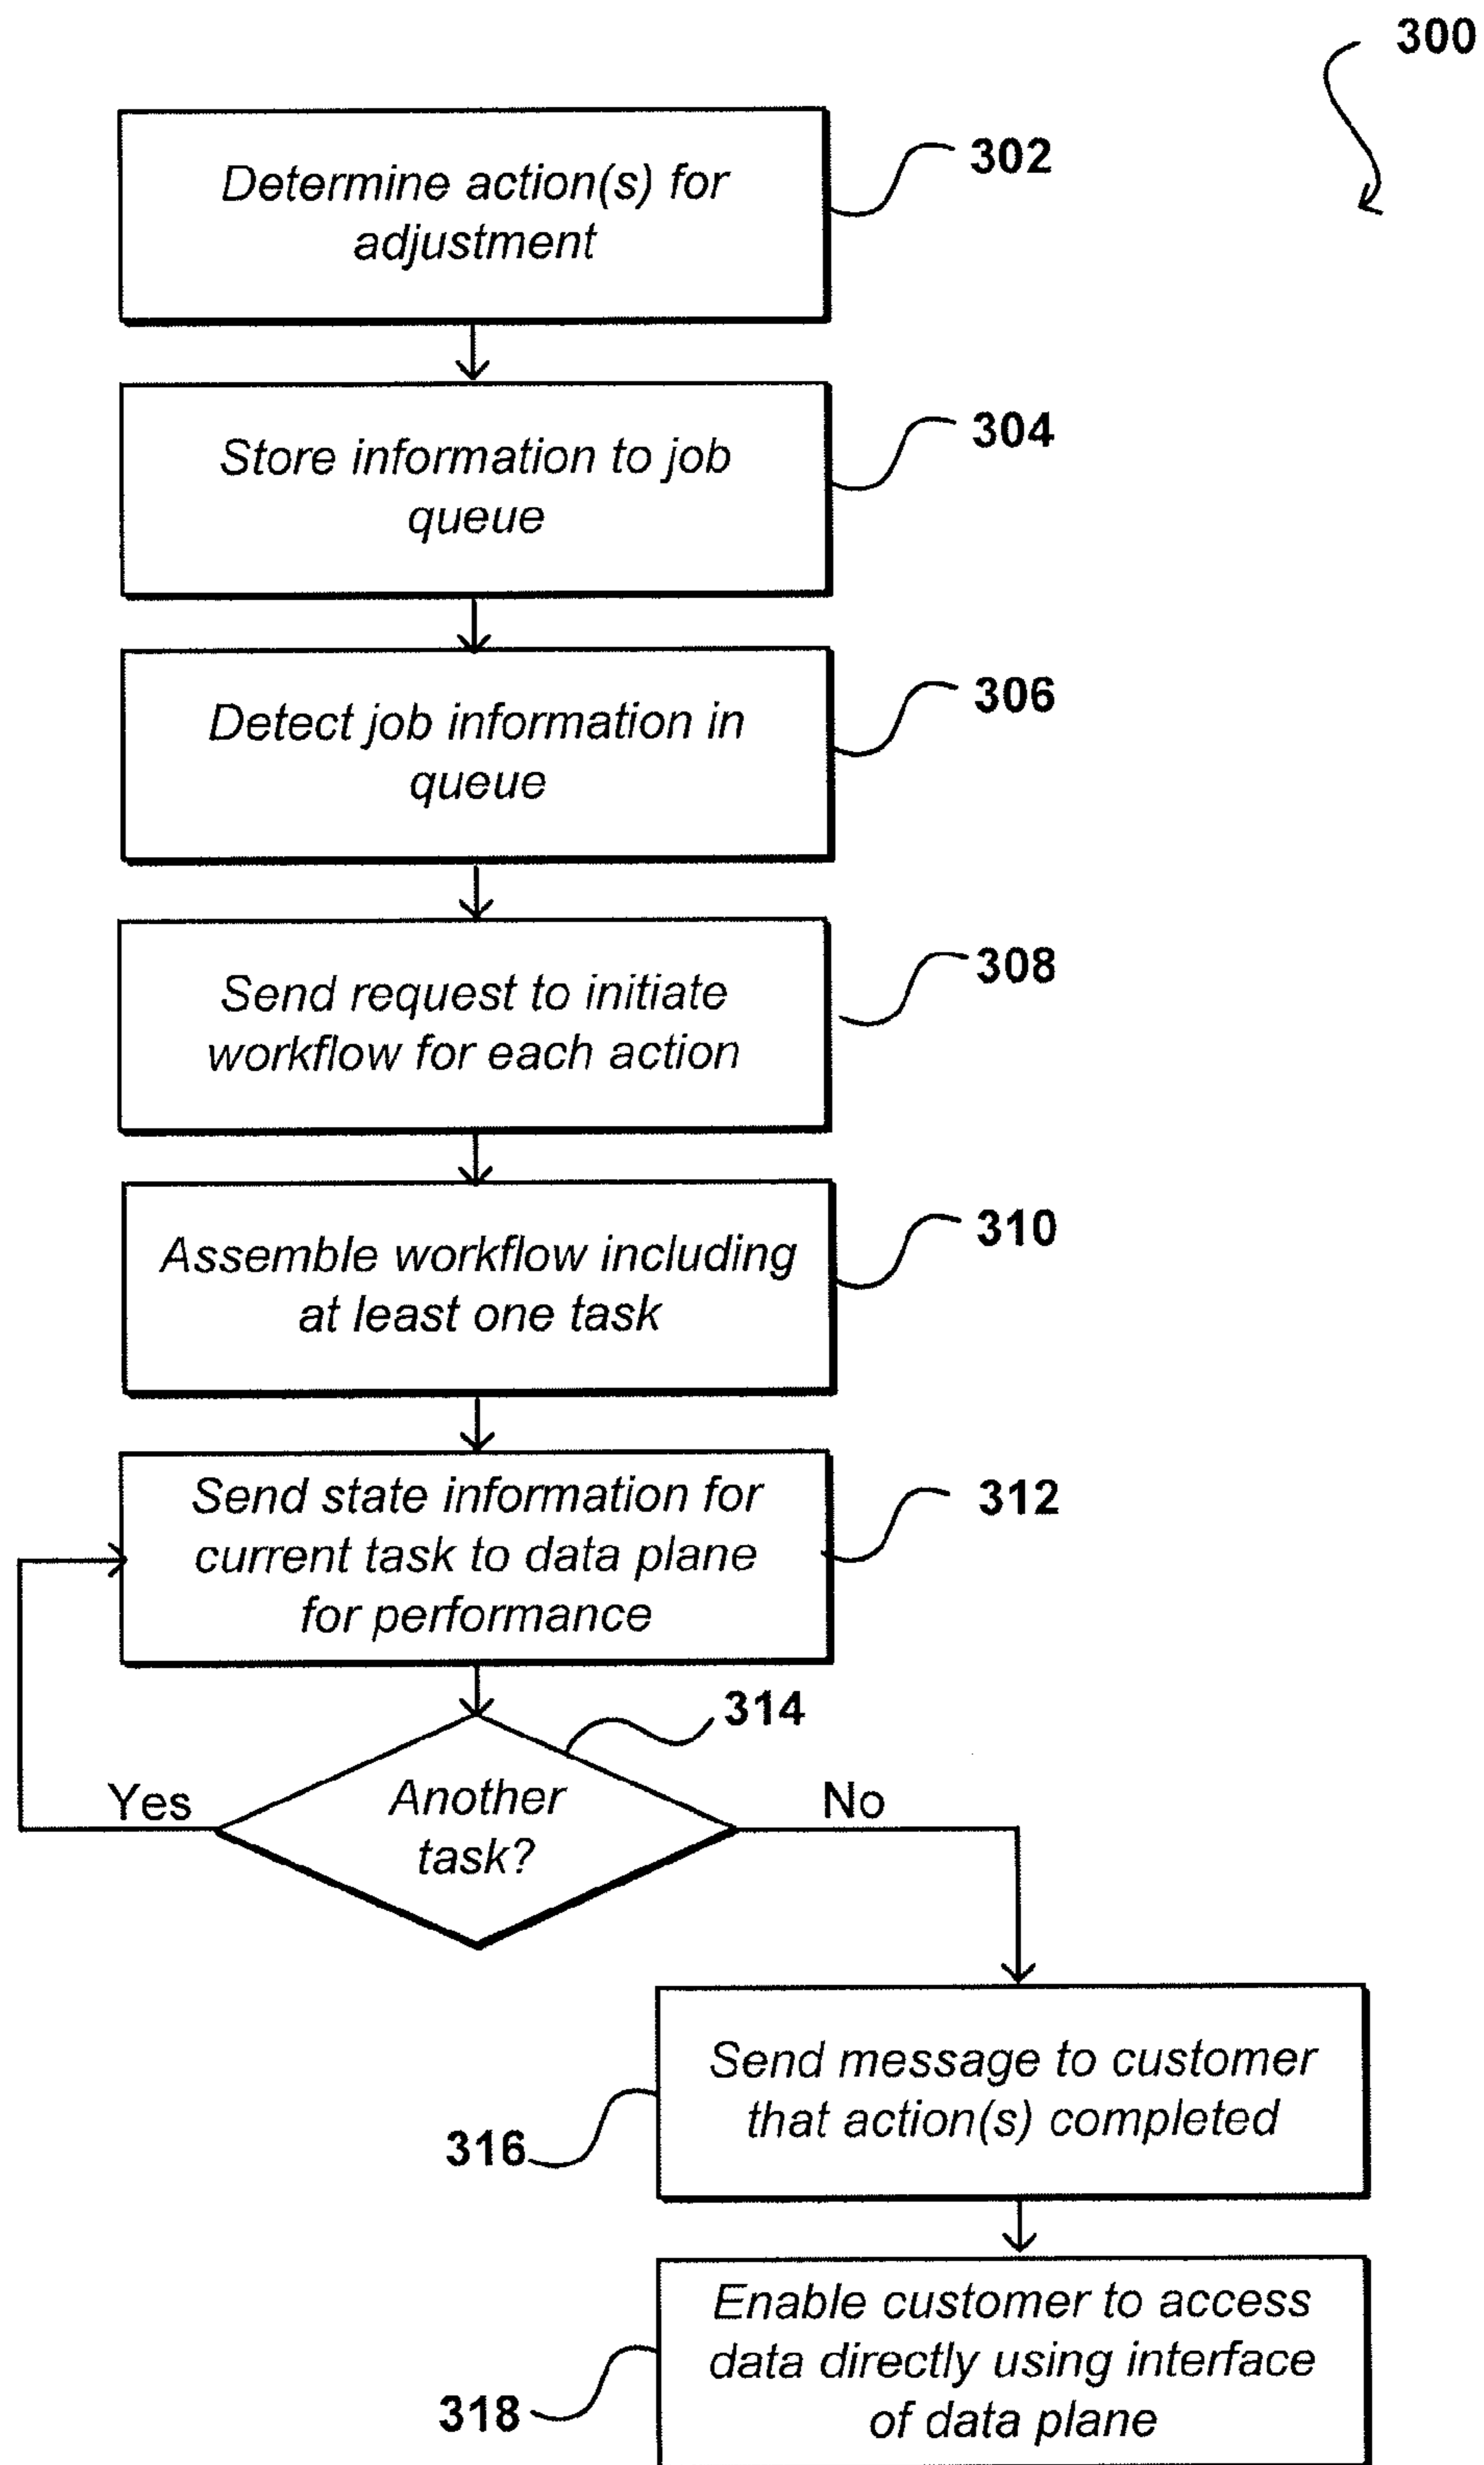 300
Determine action(s) for
adjustment
302
Store information to job
queue
304
Detect job information in
queue
306
Send request to initiate
workflow for each action
308
Assemble workflow including
at least one task
310
Send state information for
current task to data plane
for performance
312
314
Another
task?
Yes
No
Send message to customer
that action(s) completed
316
Enable customer to access
data directly using interface
of data plane
318